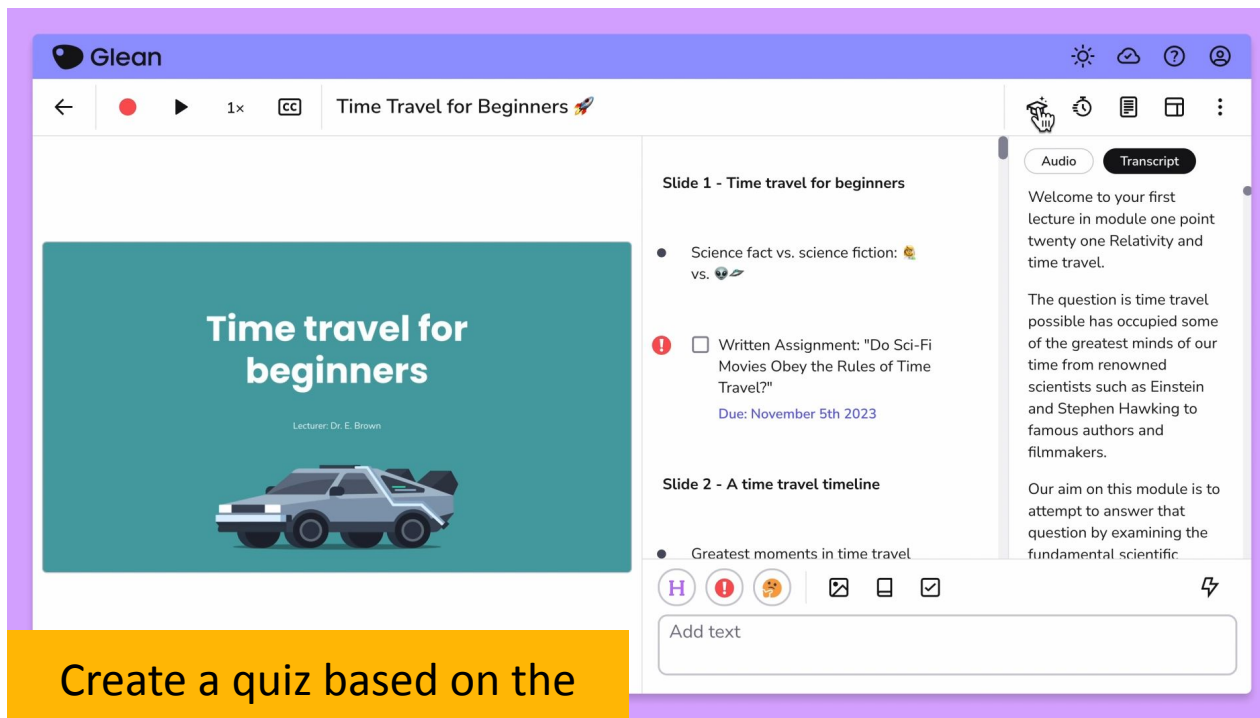 Glean
1×
CC
Time Travel for Beginners 🚀
Time travel for
beginners
Lecturer: Dr. E. Brown
Slide 1 - Time travel for beginners
Science fact vs. science fiction: 
vs. 👽
Written Assignment: "Do Sci-Fi
Movies Obey the Rules of Time
Travel?"
Due: November 5th 2023
Slide 2 - A time travel timeline
Greatest moments in time travel
H
Add text
Audio
Transcript
Welcome to your first
lecture in module one point
twenty one Relativity and
time travel.
The question is time travel
possible has occupied some
of the greatest minds of our
time from renowned
scientists such as Einstein
and Stephen Hawking to
famous authors and
filmmakers.
Our aim on this module is to
attempt to answer that
question by examining the
fundamental scientific
Create a quiz based on the